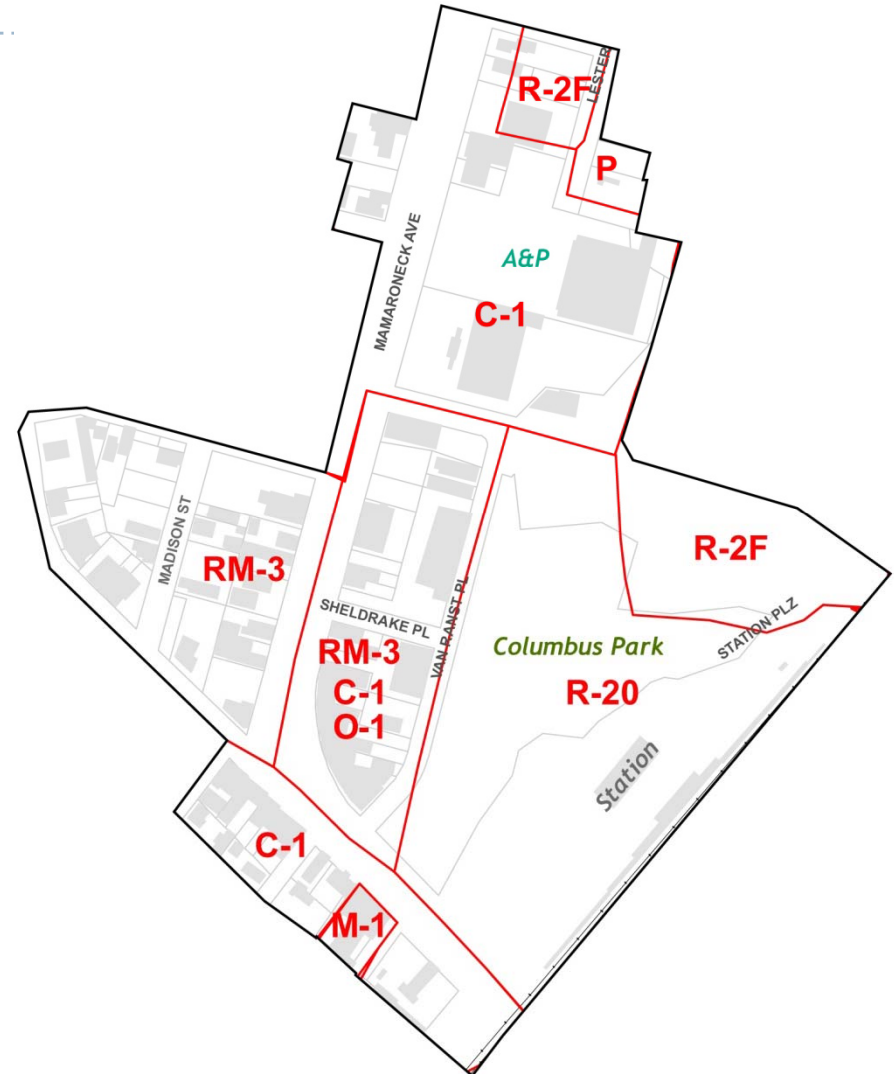 LESTER
R-2F
P
A&P
MAMARONECK AVE
C-1
MADISON ST
RM-3
R-2F
SHELDRAKE PL
VAN RANST PL
STATION PLZ
Columbus Park
RM-3
C-1
O-1
R-20
Station
C-1
M-1